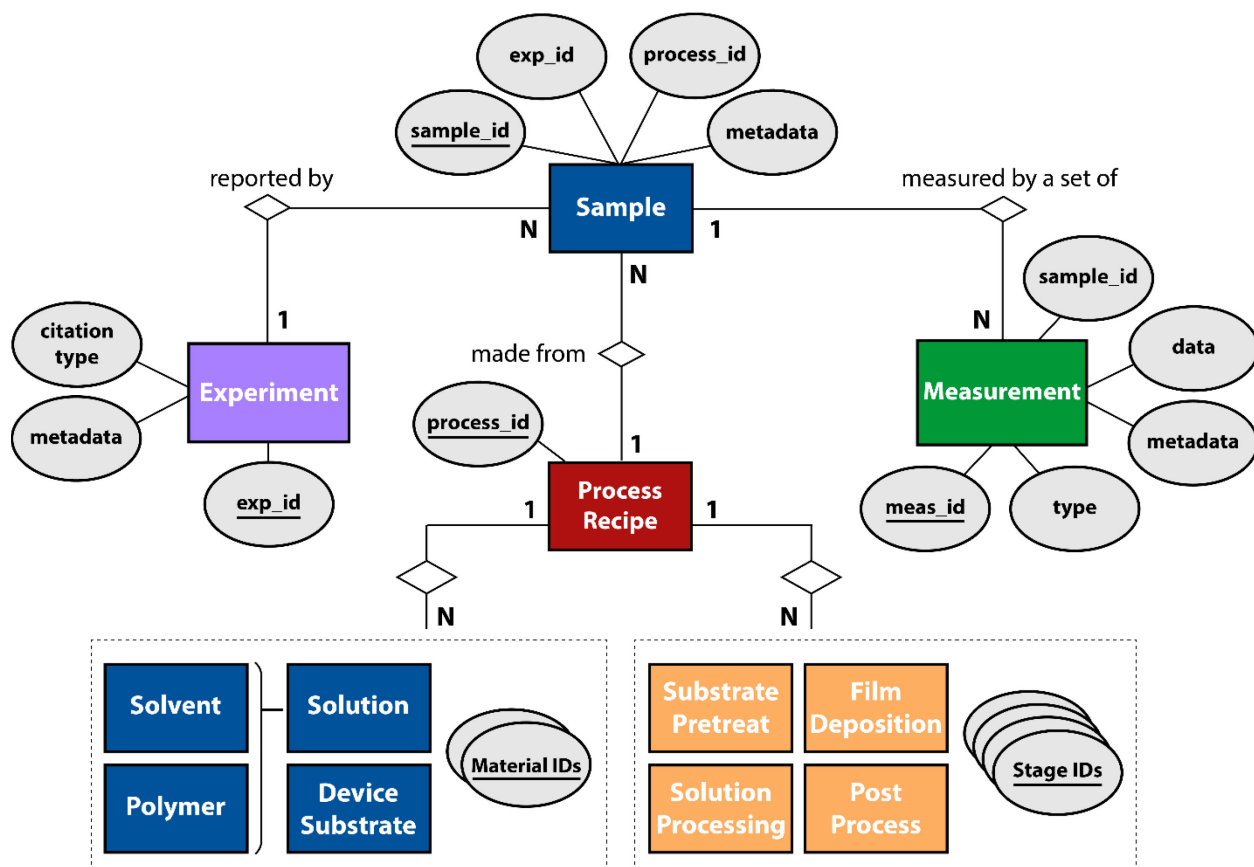 exp_id
process_id
sample_id
metadata
reported by
measured by a set of
Sample
N
1
N
sample_id
citation
type
1
N
data
made from
Experiment
Measurement
metadata
process_id
metadata
1
exp_id
Process
Recipe
meas_id
type
1
1
N
N
Solvent
Solution
Substrate
Pretreat
Film
Deposition
Material IDs
Stage IDs
Polymer
Device
Substrate
Solution
Processing
Post
Process